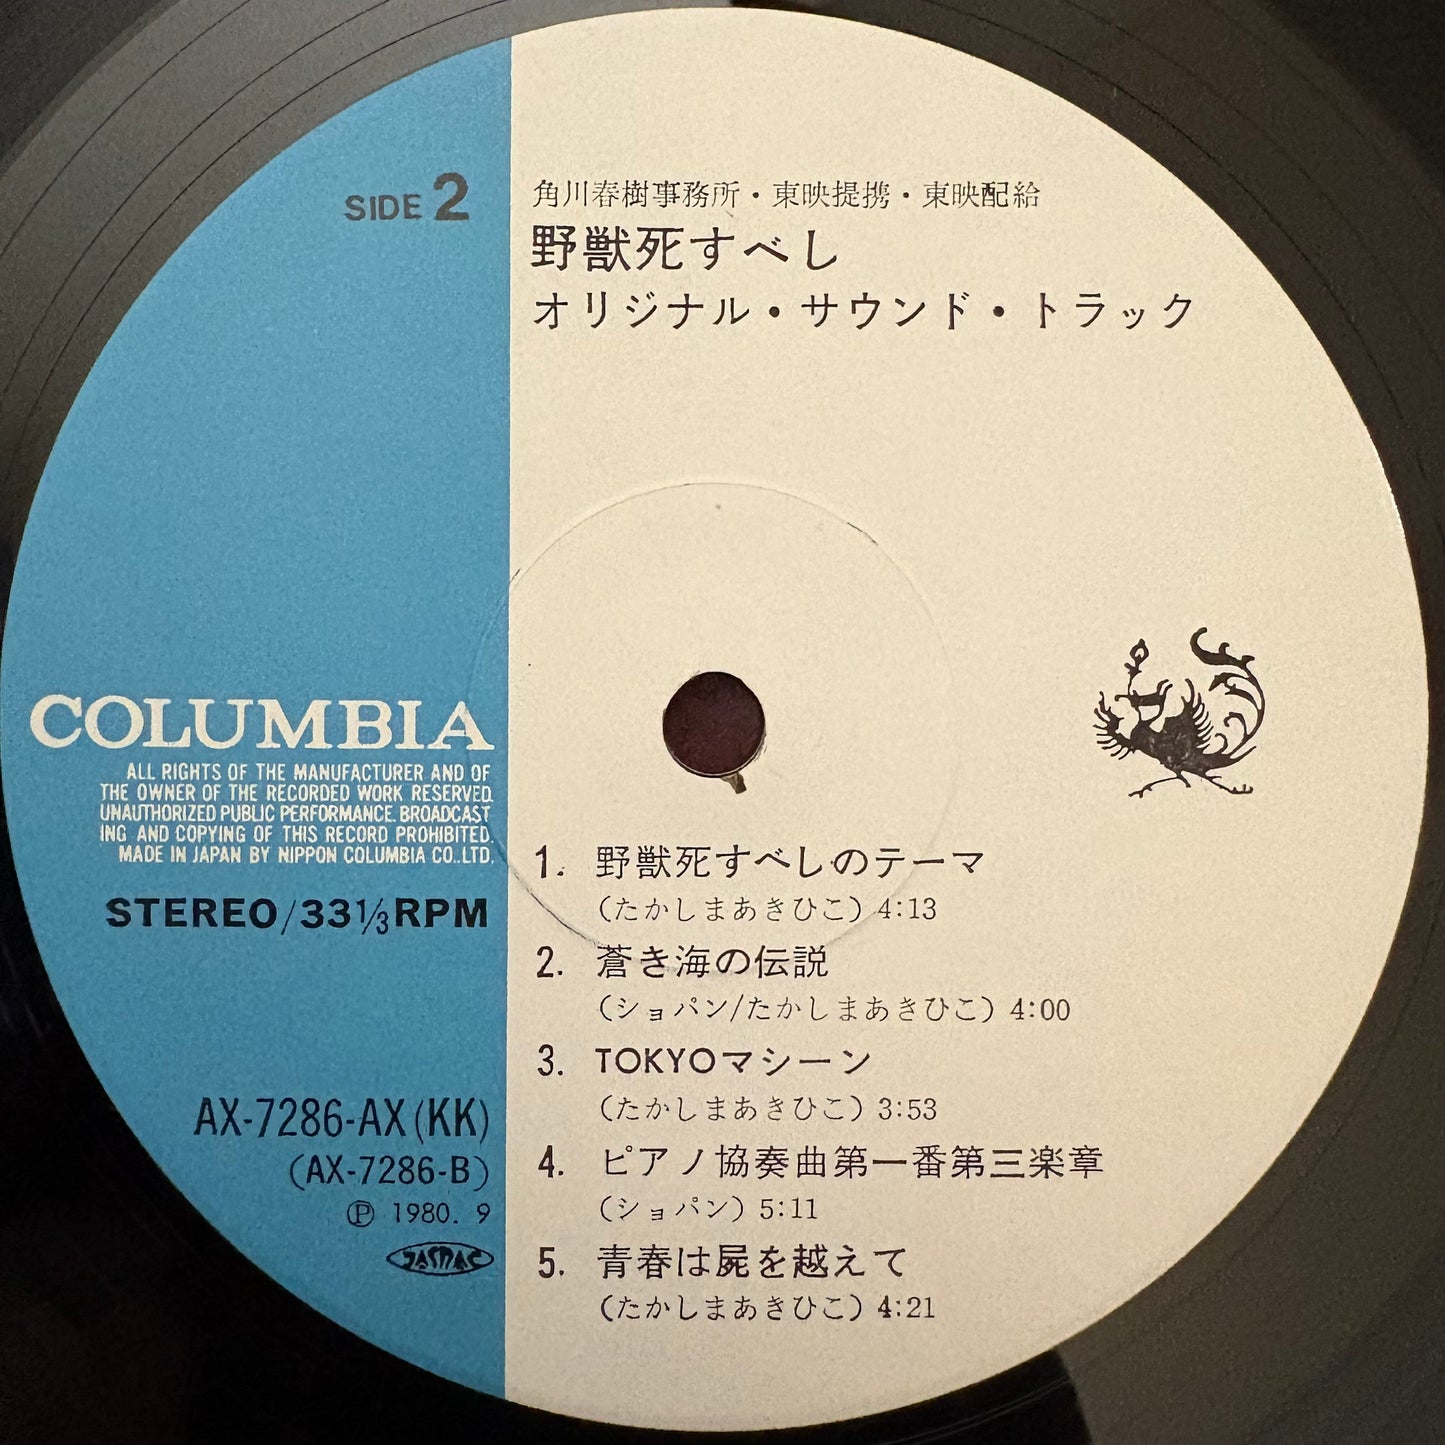 SIDE 2
角川春樹事務所・東映提携・東映配給
野獣死すべし
オリジナル・サウンド・トラック
COLUMBIA
ALL RIGHTS OF THE MANUFACTURER AND OF
THE OWNER OF THE RECORDED WORK RESERVED.
UNAUTHORIZED PUBLIC PERFORMANCE. BROADCAST
ING AND COPYING OF THIS RECORD PROHIBITED.
MADE IN JAPAN BY NIPPON COLUMBIA CO.,LTD.
STEREO/33⅓RPM
AX-7286-AX(KK)
(AX-7286-B)
Ⓟ 1980. 9
JASRAC
1. 野獣死すべしのテーマ
(たかしまあきひこ) 4:13
2. 蒼き海の伝説
(ショパン/たかしまあきひこ) 4:00
3. TOKYOマシーン
(たかしまあきひこ) 3:53
4. ピアノ協奏曲第一番第三楽章
(ショパン) 5:11
5. 青春は屍を越えて
(たかしまあきひこ) 4:21